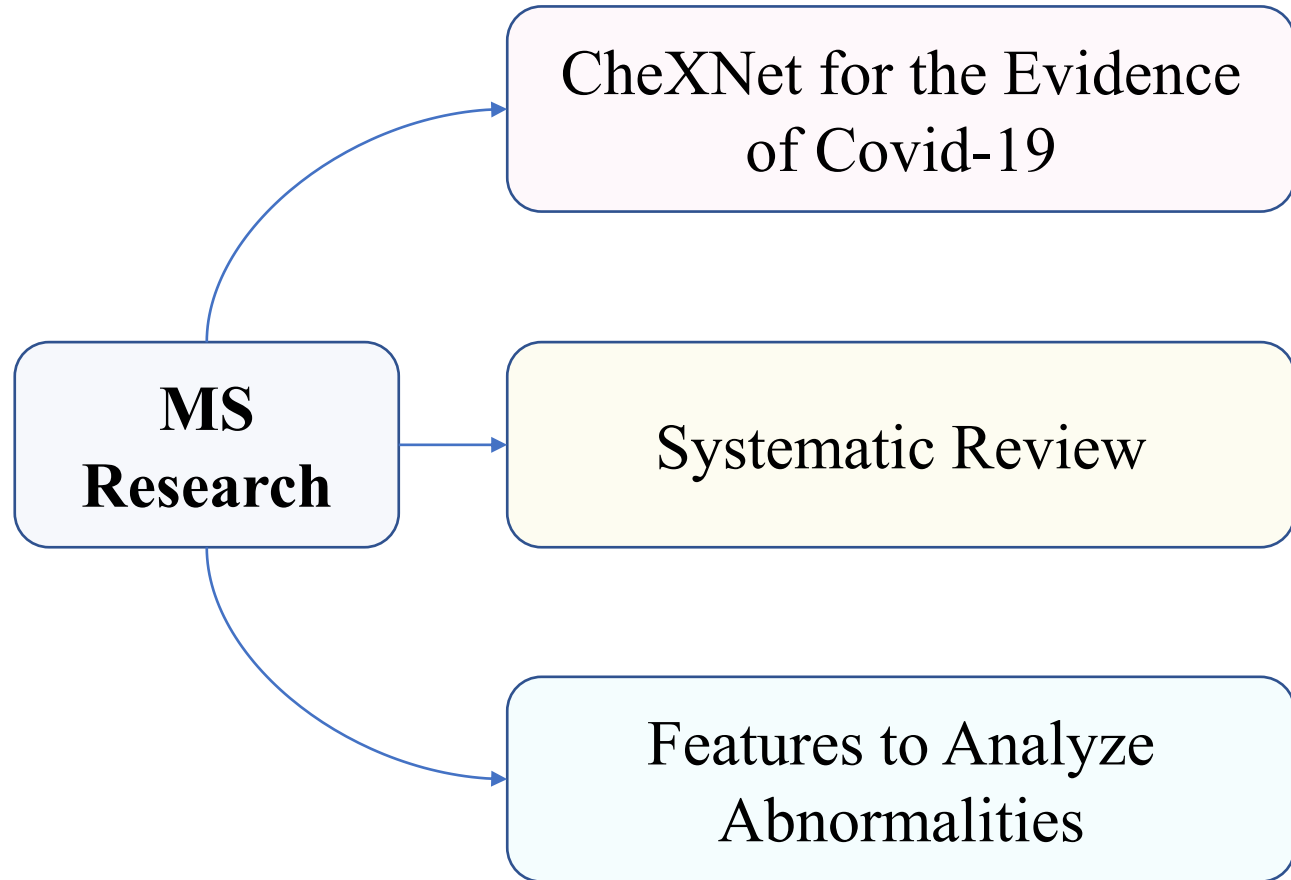 CheXNet for the Evidence
of Covid-19
MS
Research
Systematic Review
Features to Analyze
Abnormalities